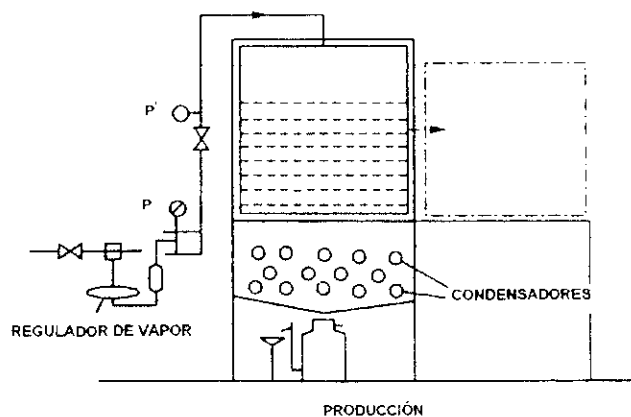 P'
P
CONDENSADORES
REGULADOR DE VAPOR
PRODUCCIÓN